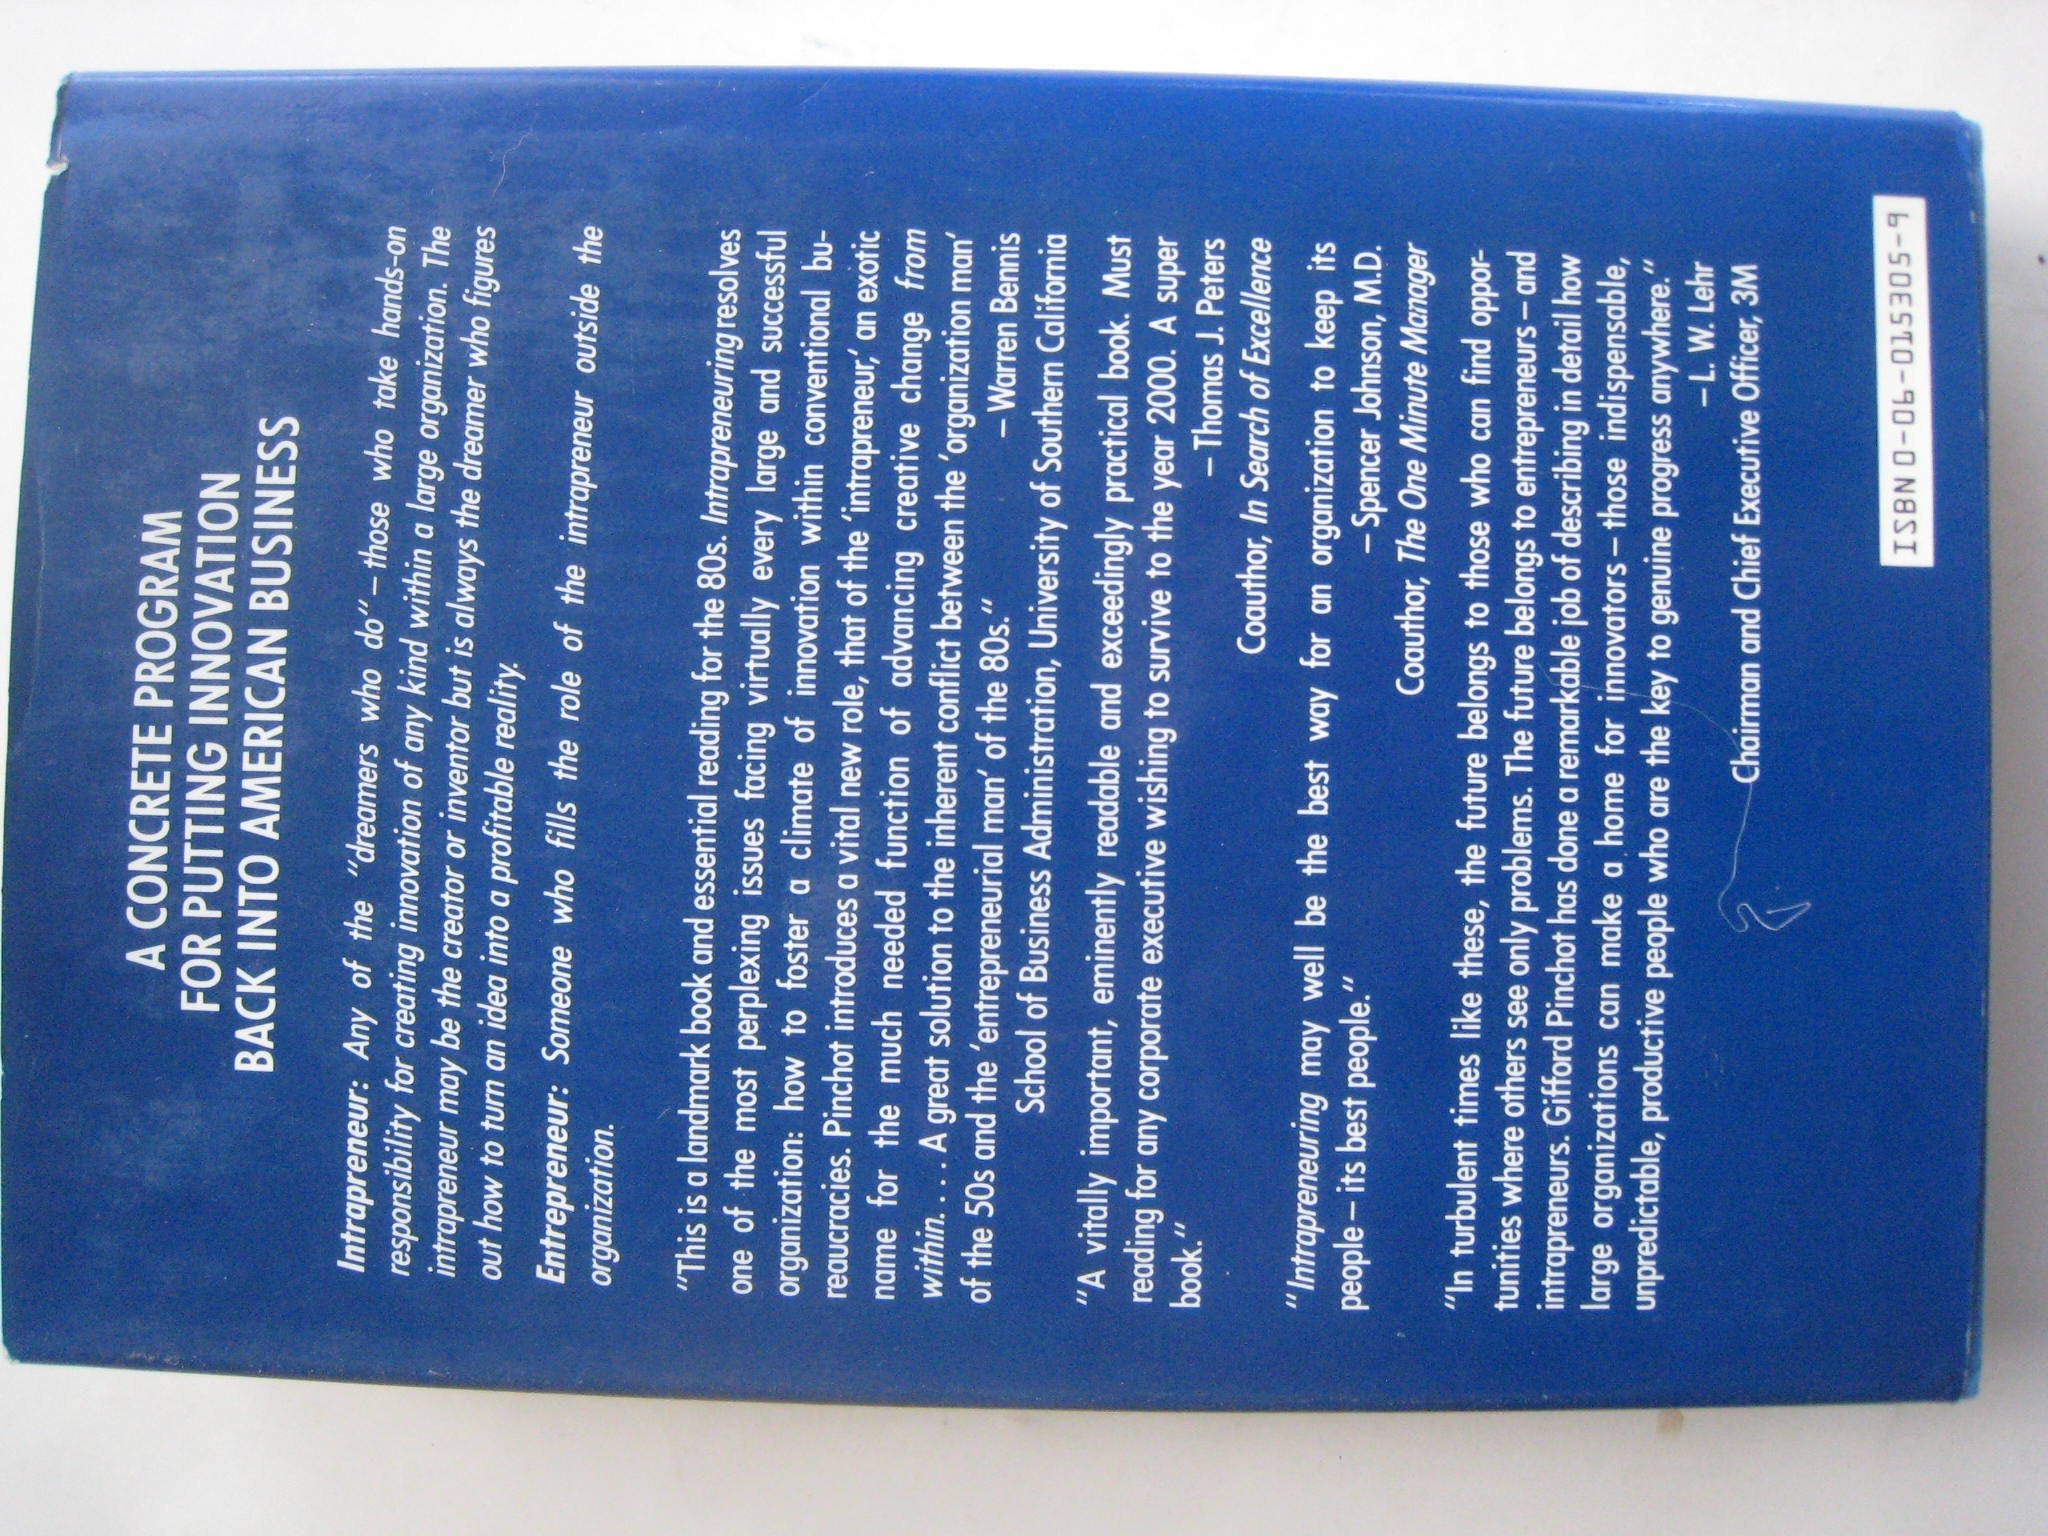 A CONCRETE PROGRAM
FOR PUTTING INNOVATION
BACK INTO AMERICAN BUSINESS
Intrapreneur: Any of the "dreamers who do" – those who take hands-on
responsibility for creating innovation of any kind within a large organization. The
intrapreneur may be the creator or inventor but is always the dreamer who figures
out how to turn an idea into a profitable reality.
Entrepreneur: Someone who fills the role of the intrapreneur outside the
organization.
"This is a landmark book and essential reading for the 80s. Intrapreneuring resolves
one of the most perplexing issues facing virtually every large and successful
organization: how to foster a climate of innovation within conventional bu-
reaucracies. Pinchot introduces a vital new role, that of the 'intrapreneur,' an exotic
name for the much needed function of advancing creative change from
within. . . . A great solution to the inherent conflict between the 'organization man'
of the 50s and the 'entrepreneurial man' of the 80s."
– Warren Bennis
School of Business Administration, University of Southern California
"A vitally important, eminently readable and exceedingly practical book. Must
reading for any corporate executive wishing to survive to the year 2000. A super
book."
– Thomas J. Peters
Coauthor, In Search of Excellence
"Intrapreneuring may well be the best way for an organization to keep its
people – its best people."
– Spencer Johnson, M.D.
Coauthor, The One Minute Manager
"In turbulent times like these, the future belongs to those who can find oppor-
tunities where others see only problems. The future belongs to entrepreneurs – and
intrapreneurs. Gifford Pinchot has done a remarkable job of describing in detail how
large organizations can make a home for innovators – those indispensable,
unpredictable, productive people who are the key to genuine progress anywhere."
– L. W. Lehr
Chairman and Chief Executive Officer, 3M
ISBN 0-06-015305-9